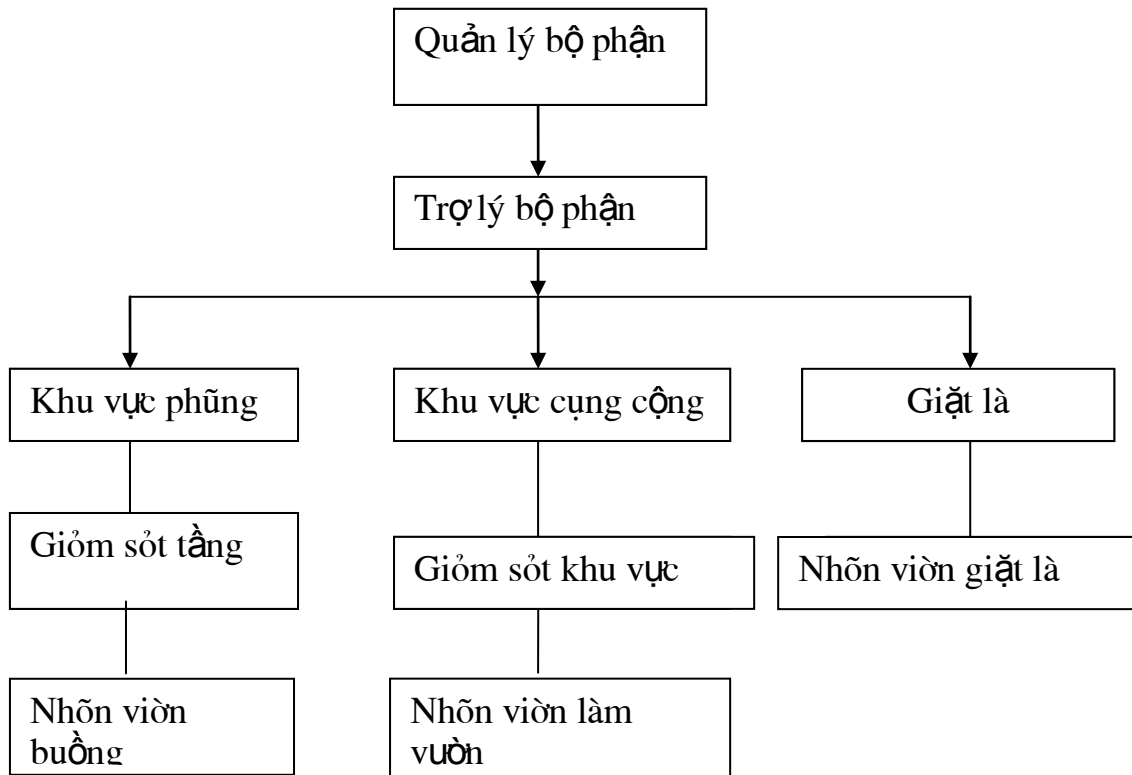 Quản lý bộ phận
Trợ lý bộ phận
Khu vực phũng
Khu vực cụng cộng
Giặt là
Giỏm sỏt tầng
Giỏm sỏt khu vực
Nhõn viờn giặt là
Nhõn viờn
buồng
Nhõn viờn làm
vườn